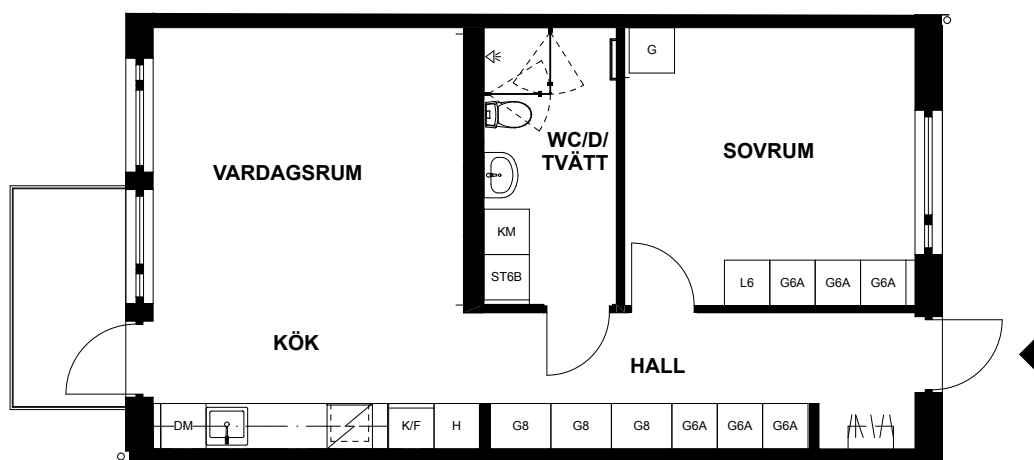 G
WC/D/
TVÄTT
SOVRUM
VARDAGSRUM
KM
ST6B
L6 G6A G6A G6A
KÖK
HALL
DM K/F H G8 G8 G8 G6A G6A G6A